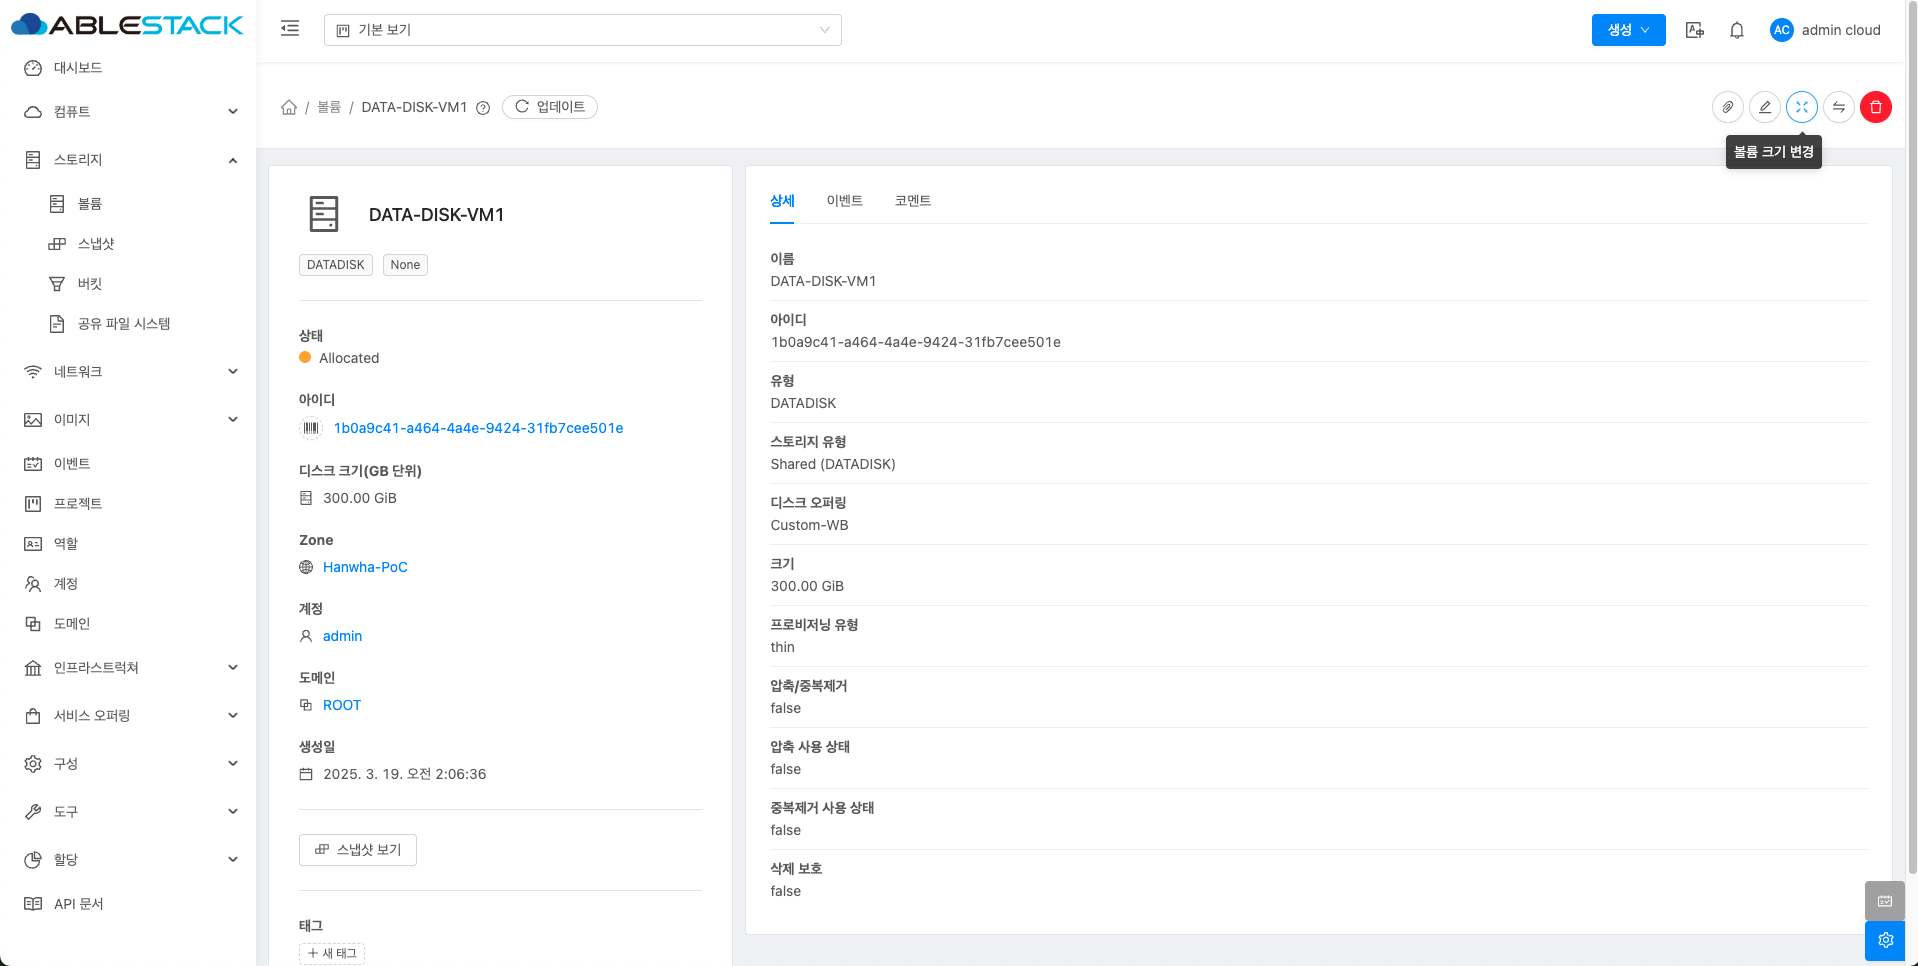 ABLESTACK
기본 보기
생성
AC
admin cloud
대시보드
컴퓨트
스토리지
볼륨
스냅샷
버킷
공유 파일 시스템
네트워크
이미지
이벤트
프로젝트
역할
계정
도메인
인프라스트럭쳐
서비스 오퍼링
구성
도구
할당
API 문서
/ 볼륨 / DATA-DISK-VM1
업데이트
볼륨 크기 변경
DATA-DISK-VM1
DATADISK
None
상태
Allocated
아이디
1b0a9c41-a464-4a4e-9424-31fb7cee501e
디스크 크기(GB 단위)
300.00 GiB
Zone
Hanwha-PoC
계정
admin
도메인
ROOT
생성일
2025. 3. 19. 오전 2:06:36
스냅샷 보기
태그
+ 새 태그
상세
이벤트
코멘트
이름
DATA-DISK-VM1
아이디
1b0a9c41-a464-4a4e-9424-31fb7cee501e
유형
DATADISK
스토리지 유형
Shared (DATADISK)
디스크 오퍼링
Custom-WB
크기
300.00 GiB
프로비저닝 유형
thin
압축/중복제거
false
압축 사용 상태
false
중복제거 사용 상태
false
삭제 보호
false